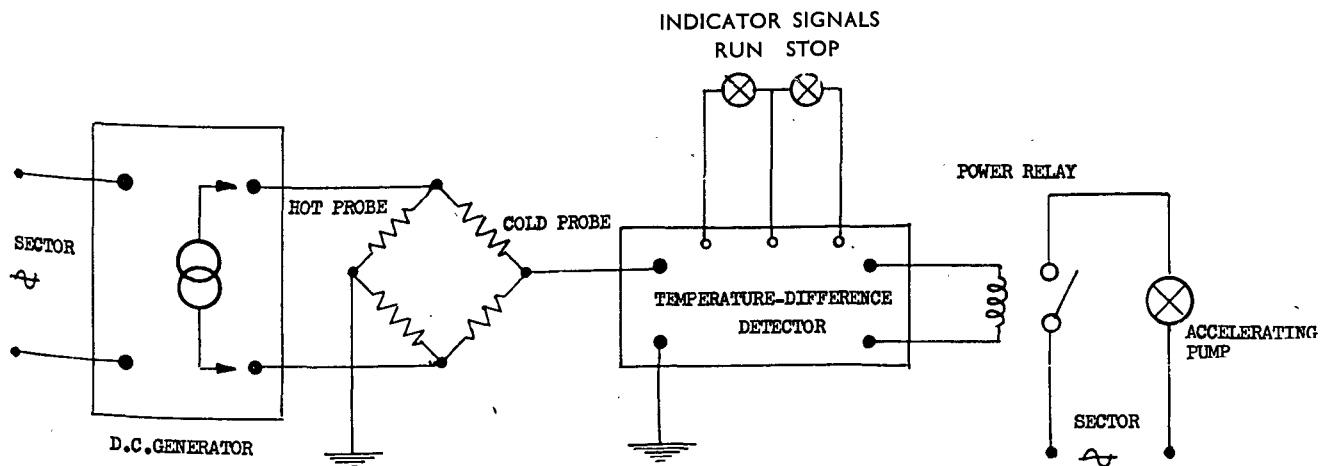 INDICATOR SIGNALS
RUN STOP
POWER RELAY
HOT PROBE
COLD PROBE
SECTOR
TEMPERATURE-DIFFERENCE
DETECTOR
ACCELERATING
PUMP
SECTOR
D.C.GENERATOR